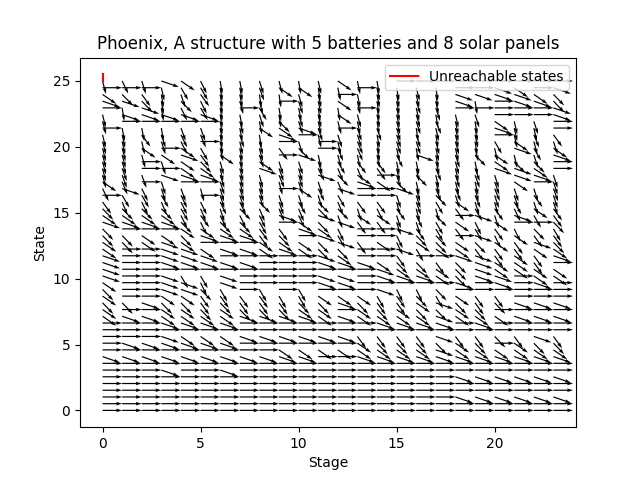 Phoenix, A structure with 5 batteries and 8 solar panels
Unreachable states
25
20
15
10
5
0
State
0 5 10 15 20
Stage